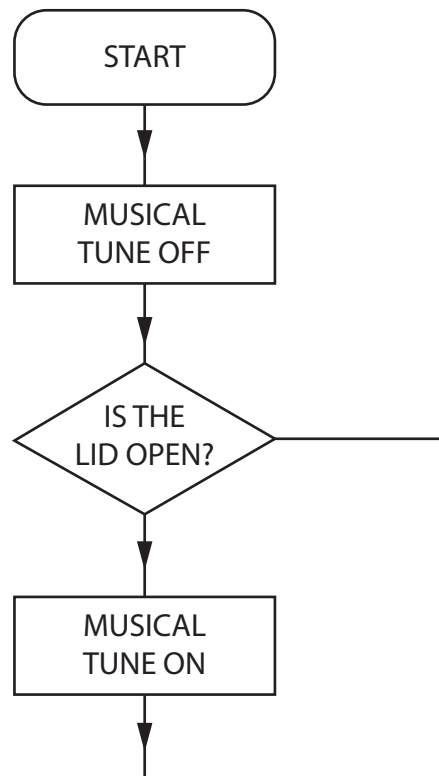 START
MUSICAL
TUNE OFF
IS THE
LID OPEN?
MUSICAL
TUNE ON